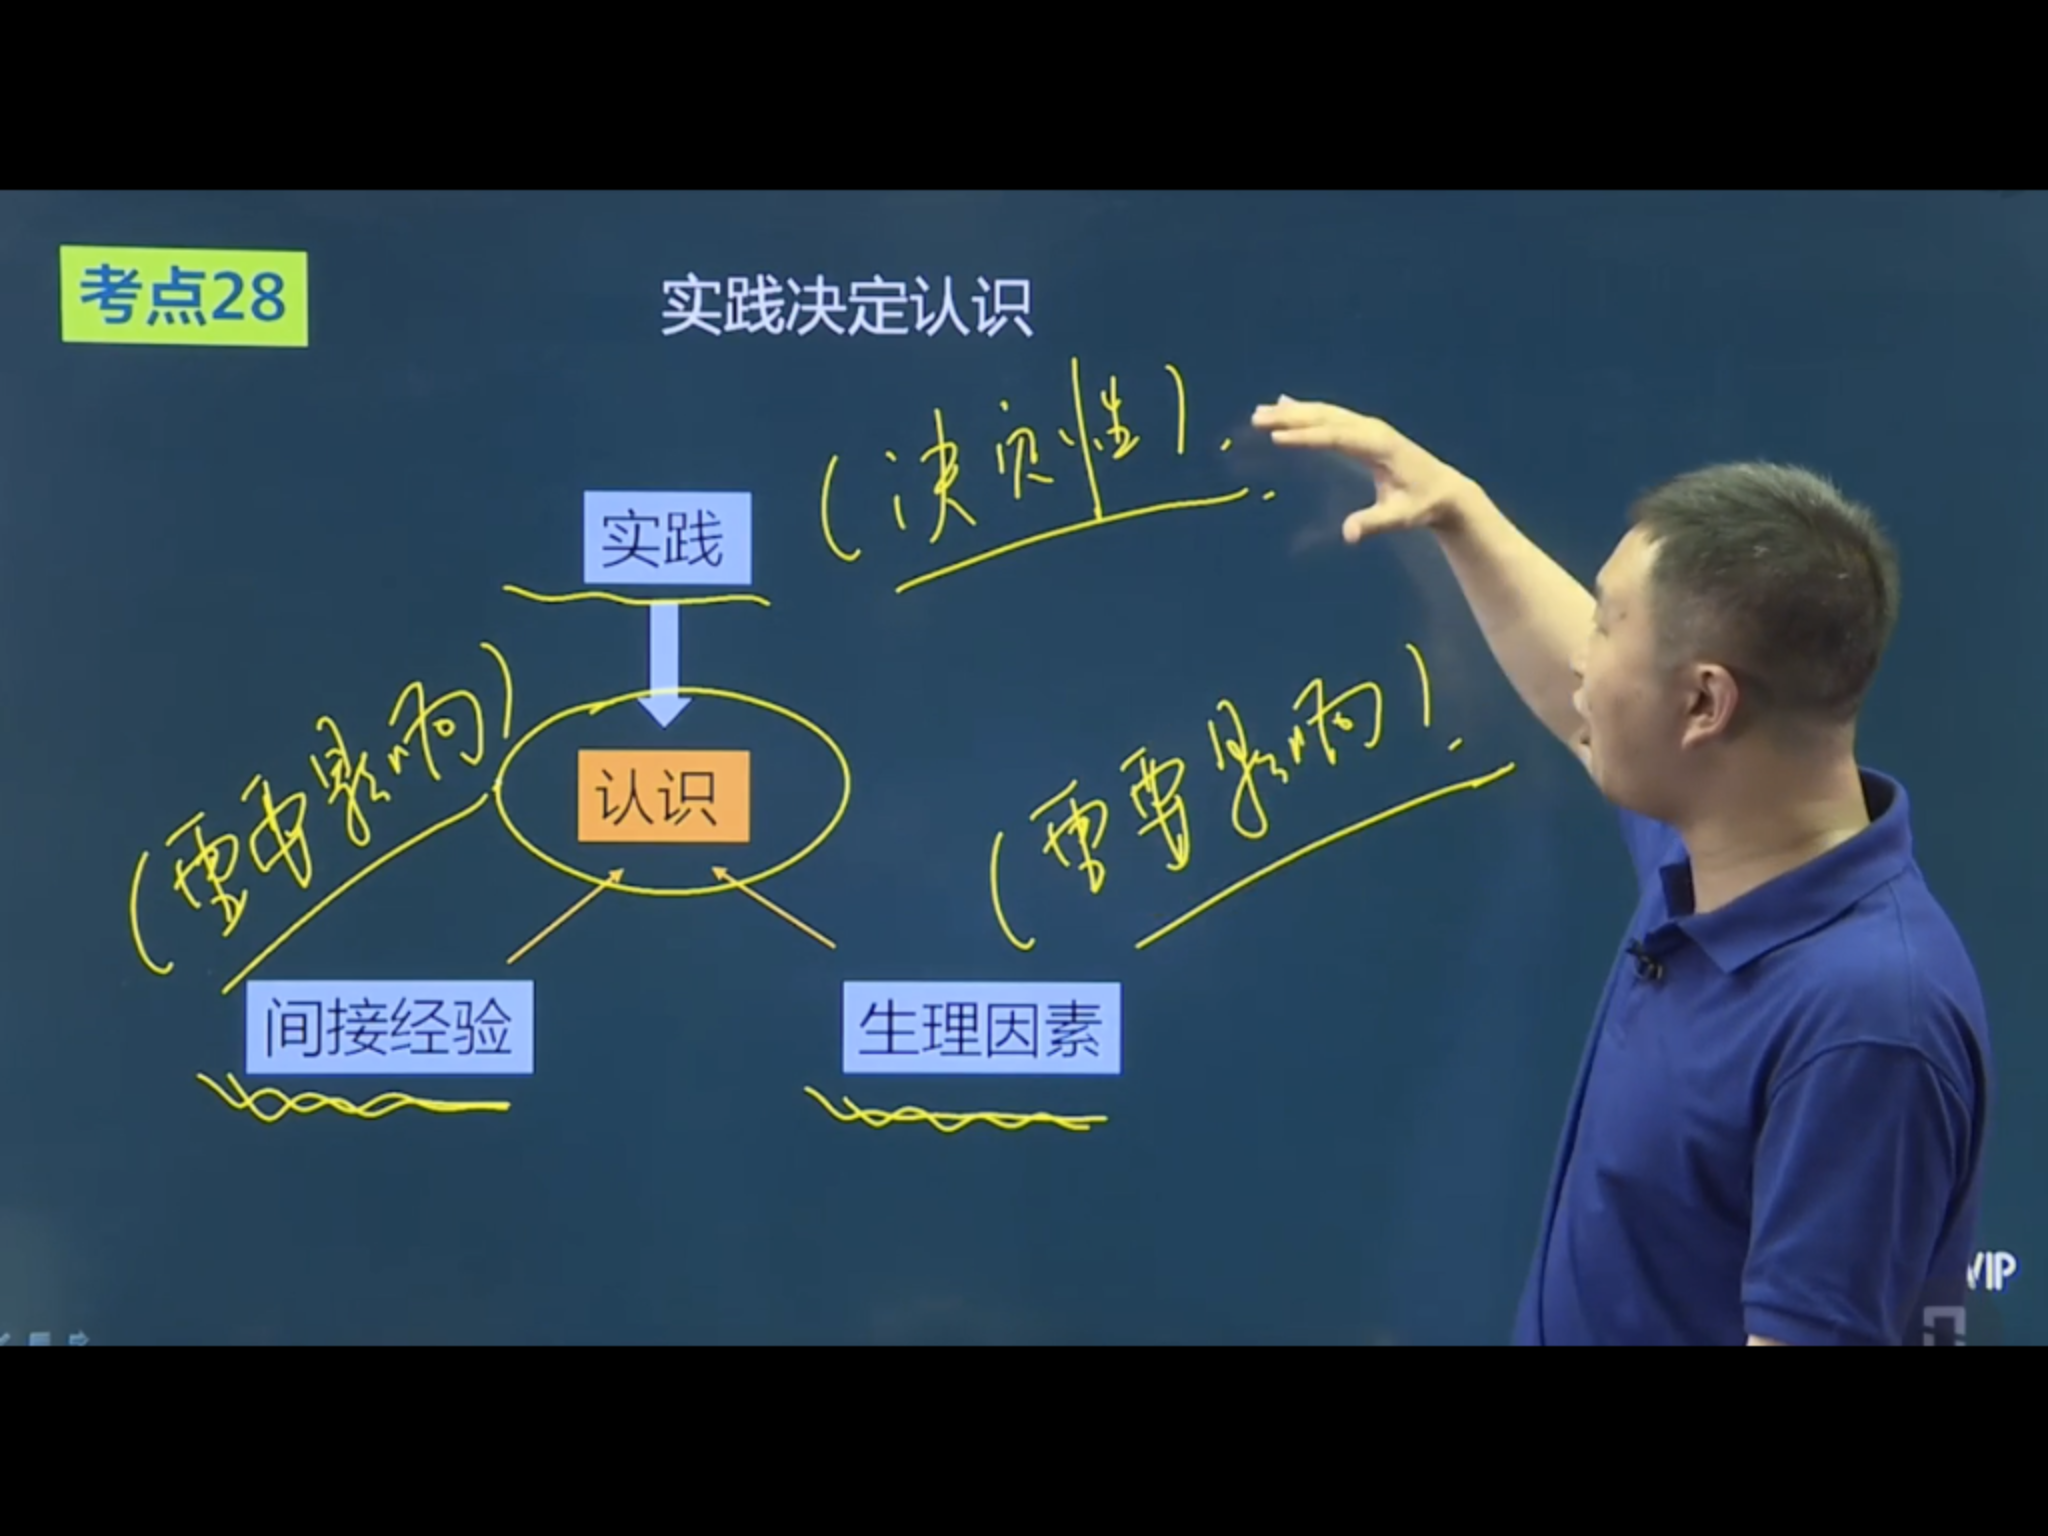 考点28
实践决定认识
(决定性).
实践
(重要影响)
认识
(重要影响).
间接经验
生理因素
VIP